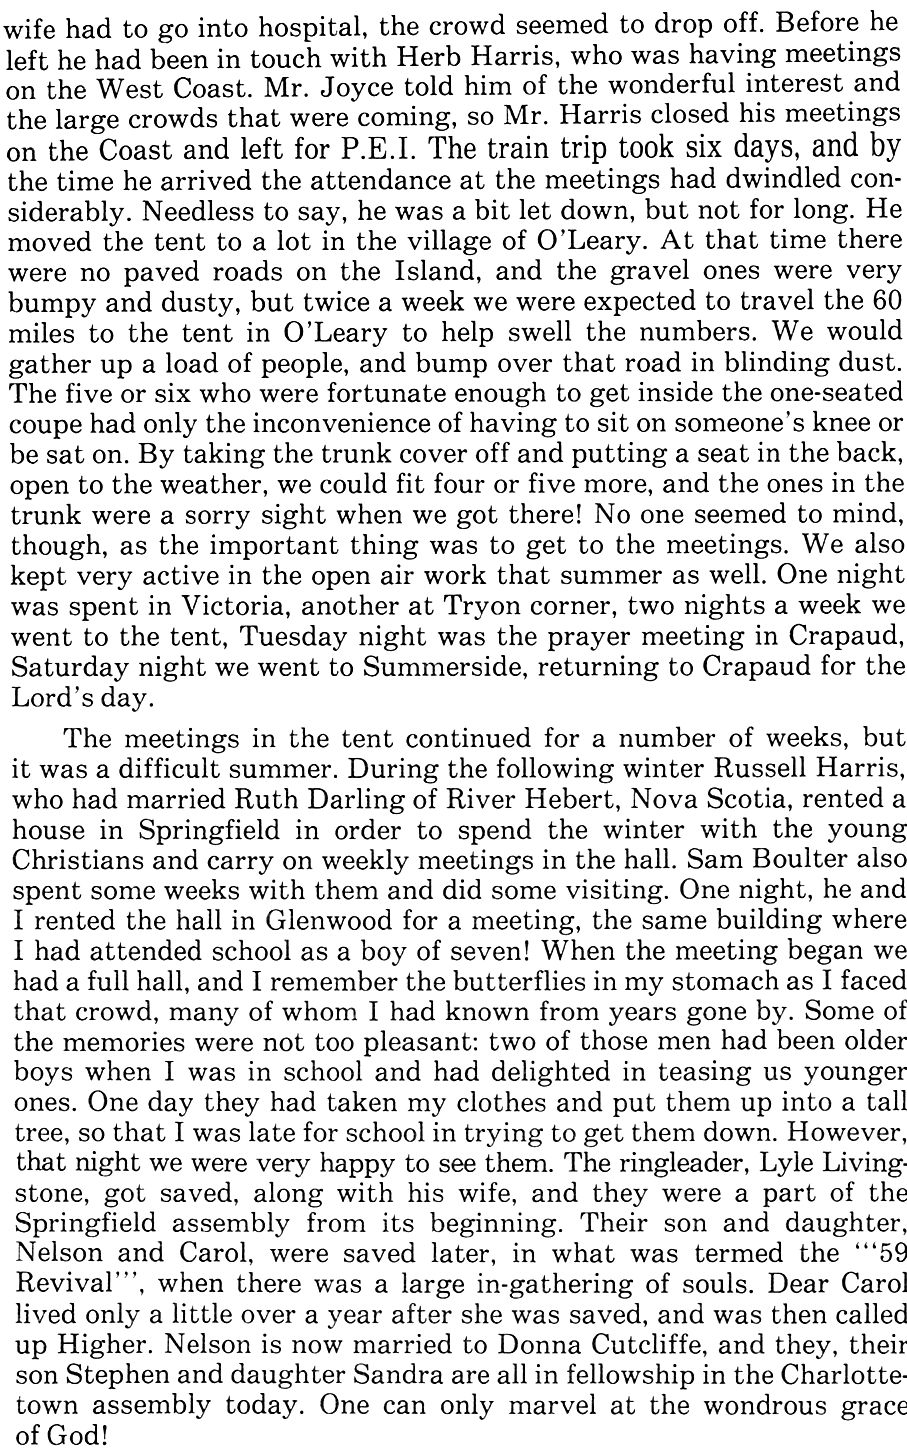 wife had to go into hospital, the crowd seemed to drop off. Before he
left he had been in touch with Herb Harris, who was having meetings
on the West Coast. Mr. Joyce told him of the wonderful interest and
the large crowds that were coming, so Mr. Harris closed his meetings
on the Coast and left for P.E.I. The train trip took six days, and by
the time he arrived the attendance at the meetings had dwindled con-
siderably. Needless to say, he was a bit let down, but not for long. He
moved the tent to a lot in the village of O'Leary. At that time there
were no paved roads on the Island, and the gravel ones were very
bumpy and dusty, but twice a week we were expected to travel the 60
miles to the tent in O'Leary to help swell the numbers. We would
gather up a load of people, and bump over that road in blinding dust.
The five or six who were fortunate enough to get inside the one-seated
coupe had only the inconvenience of having to sit on someone's knee or
be sat on. By taking the trunk cover off and putting a seat in the back,
open to the weather, we could fit four or five more, and the ones in the
trunk were a sorry sight when we got there! No one seemed to mind,
though, as the important thing was to get to the meetings. We also
kept very active in the open air work that summer as well. One night
was spent in Victoria, another at Tryon corner, two nights a week we
went to the tent, Tuesday night was the prayer meeting in Crapaud,
Saturday night we went to Summerside, returning to Crapaud for the
Lord's day.
The meetings in the tent continued for a number of weeks, but
it was a difficult summer. During the following winter Russell Harris,
who had married Ruth Darling of River Hebert, Nova Scotia, rented a
house in Springfield in order to spend the winter with the young
Christians and carry on weekly meetings in the hall. Sam Boulter also
spent some weeks with them and did some visiting. One night, he and
I rented the hall in Glenwood for a meeting, the same building where
I had attended school as a boy of seven! When the meeting began we
had a full hall, and I remember the butterflies in my stomach as I faced
that crowd, many of whom I had known from years gone by. Some of
the memories were not too pleasant: two of those men had been older
boys when I was in school and had delighted in teasing us younger
ones. One day they had taken my clothes and put them up into a tall
tree, so that I was late for school in trying to get them down. However,
that night we were very happy to see them. The ringleader, Lyle Living-
stone, got saved, along with his wife, and they were a part of the
Springfield assembly from its beginning. Their son and daughter,
Nelson and Carol, were saved later, in what was termed the "'59
Revival"', when there was a large in-gathering of souls. Dear Carol
lived only a little over a year after she was saved, and was then called
up Higher. Nelson is now married to Donna Cutcliffe, and they, their
son Stephen and daughter Sandra are all in fellowship in the Charlotte-
town assembly today. One can only marvel at the wondrous grace
of God!